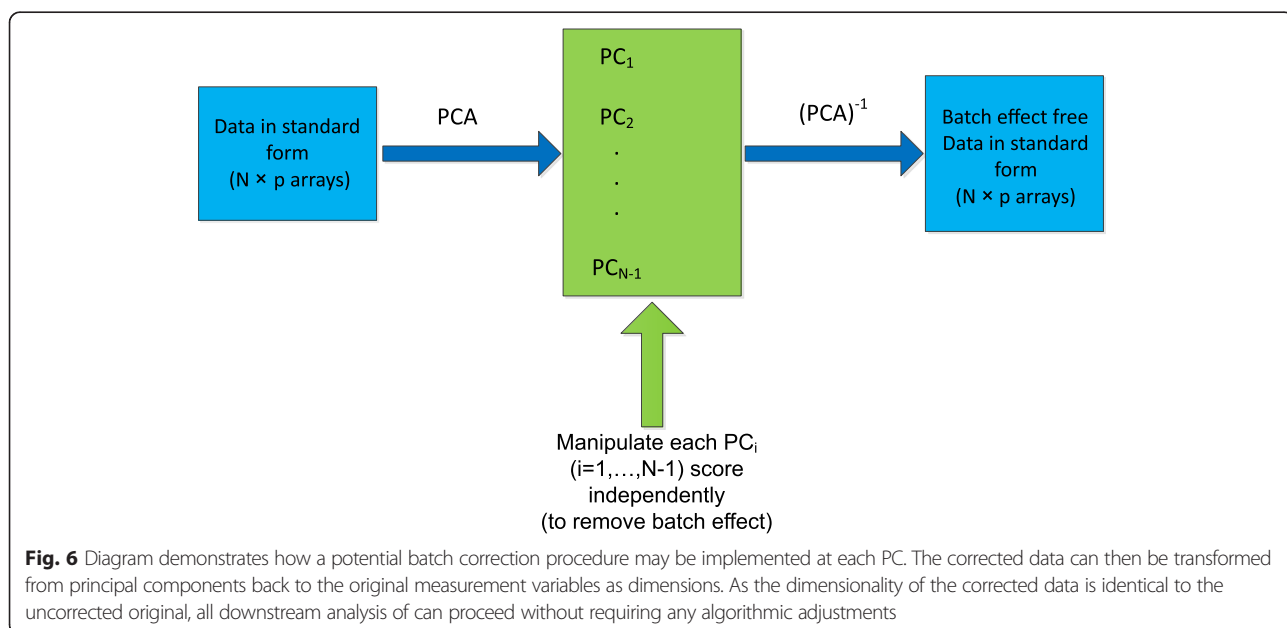 Data in standard
form
(N × p arrays)
PCA
PC₁
PC₂
.
.
.
PC_N-1
(PCA)⁻¹
Batch effect free
Data in standard
form
(N × p arrays)
Manipulate each PCᵢ
(i=1,…,N-1) score
independently
(to remove batch effect)
Fig. 6 Diagram demonstrates how a potential batch correction procedure may be implemented at each PC. The corrected data can then be transformed
from principal components back to the original measurement variables as dimensions. As the dimensionality of the corrected data is identical to the
uncorrected original, all downstream analysis of can proceed without requiring any algorithmic adjustments